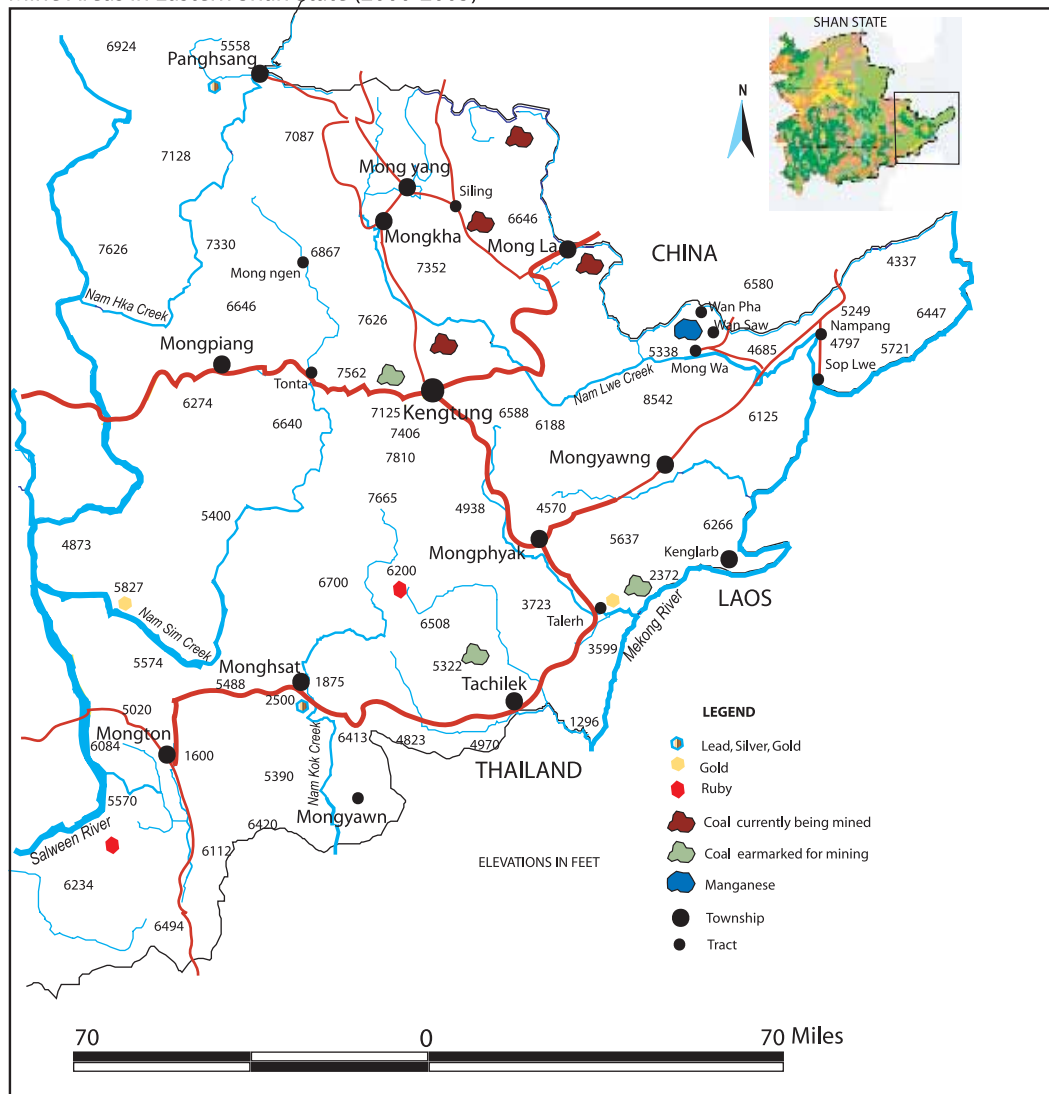 SHAN STATE
6924
5558
Panghsang
N
7128
7087
Mong yang
Siling
6646
Mongkha
Mong La
CHINA
7626
7330
6867
7352
Mong ngen
6580
4337
Nam Hka Creek
6646
7626
Wan Pha
Wan Saw
5249
6447
Nampang
4797
5721
Mongpiang
5338
4685
Mong Wa
Sop Lwe
Tonta
7562
Nam Lwe Creek
6274
Kengtung
8542
6640
7125
6588
6188
6125
7406
7810
Mongyawng
7665
4938
4570
5400
4873
Mongphyak
5637
6266
Kenglarb
5827
6700
6200
2372
LAOS
3723
Nam Sim Creek
6508
Talerh
Mekong River
3599
5574
Monghsat
5322
5488
1875
Tachilek
2500
5020
1296
LEGEND
Mongton
6084
6413
4823
4970
Lead, Silver, Gold
1600
5390
Nam Kok Creek
THAILAND
Gold
Ruby
5570
Mongyawn
Salween River
6420
Coal currently being mined
6112
ELEVATIONS IN FEET
Coal earmarked for mining
6234
Manganese
6494
Township
Tract
70
0
70 Miles